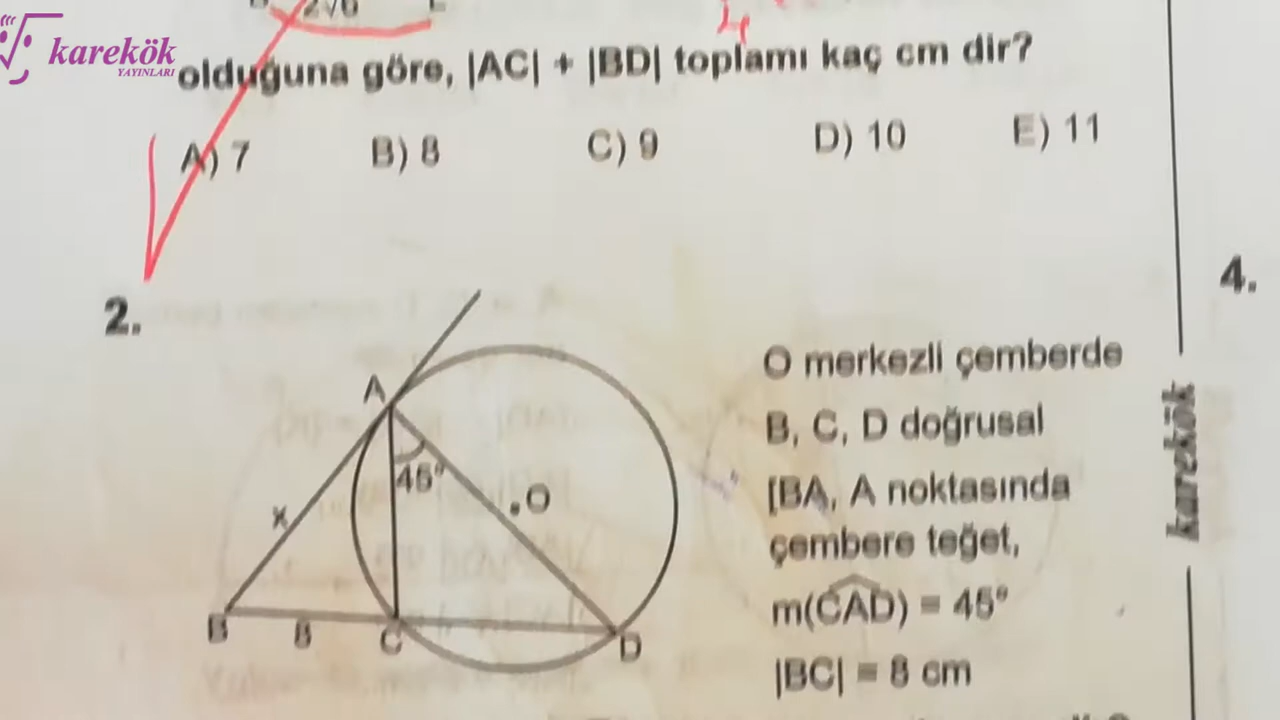 karekök
YAYINLARI
olduğuna göre, |AC| + |BD| toplamı kaç cm dir?
A) 7 B) 8 C) 9 D) 10 E) 11
2.
4.
A
45°
.O
x
B 8 C D
O merkezli çemberde
B, C, D doğrusal
[BA, A noktasında
çembere teğet,
m(CAD) = 45°
|BC| = 8 cm
karekök